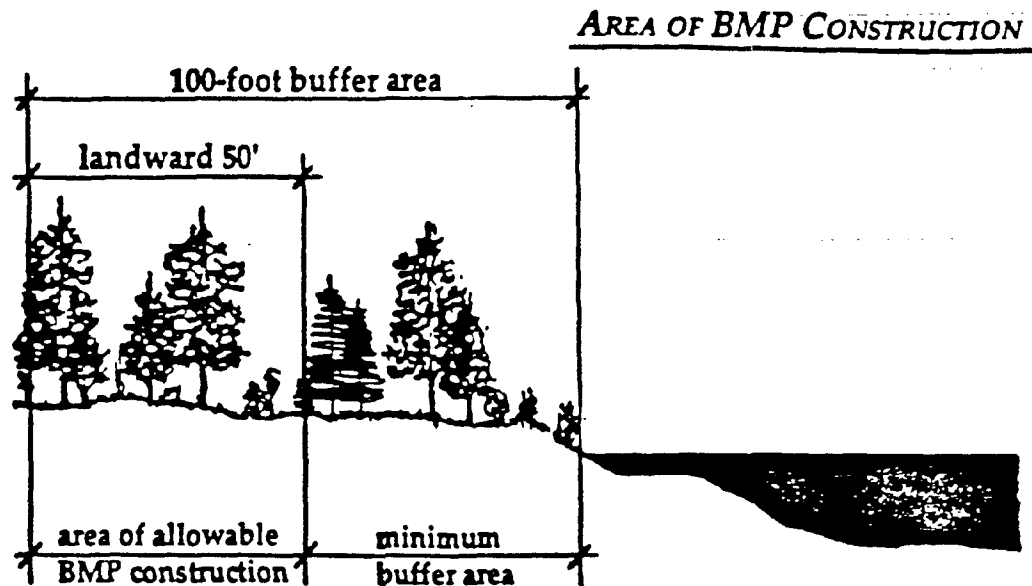 AREA OF BMP CONSTRUCTION
100-foot buffer area
landward 50'
area of allowable
BMP construction
minimum
buffer area